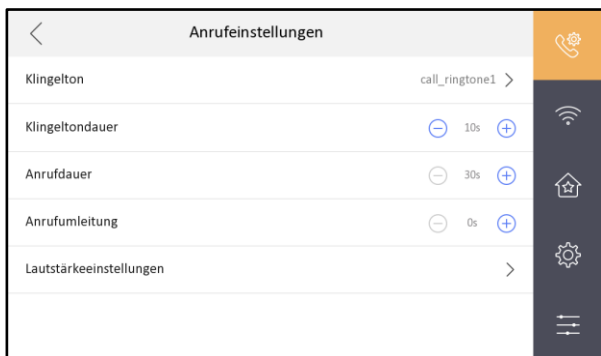 Anrufeinstellungen
Klingelton call_ringtone1
Klingeltondauer 10s
Anrufdauer 30s
Anrufumleitung 0s
Lautstärkeeinstellungen